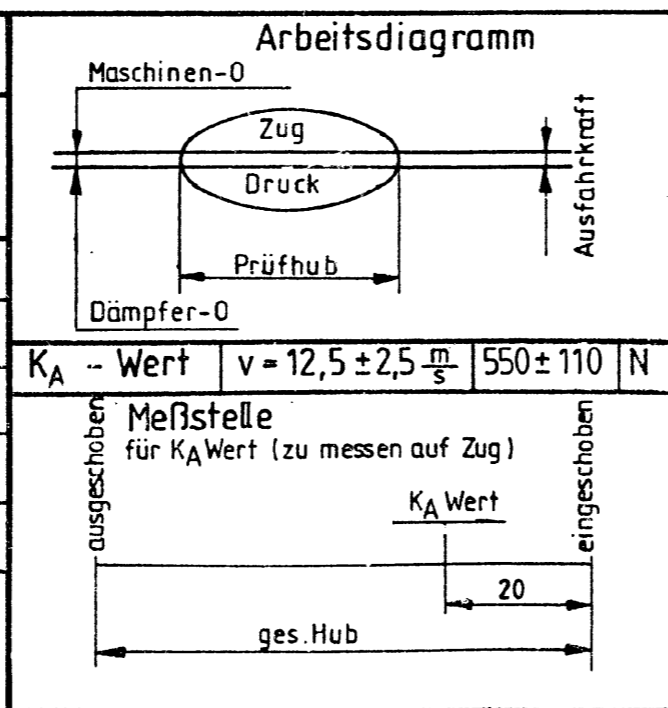 Arbeitsdiagramm
Maschinen-0
Zug
Druck
Ausfahrkraft
Prüfhub
Dämpfer-0
K_A - Wert v = 12,5 ± 2,5 m/s 550 ± 110 N
Meßstelle
für K_A Wert (zu messen auf Zug)
ausgeschoben
eingeschoben
K_A Wert
20
ges. Hub